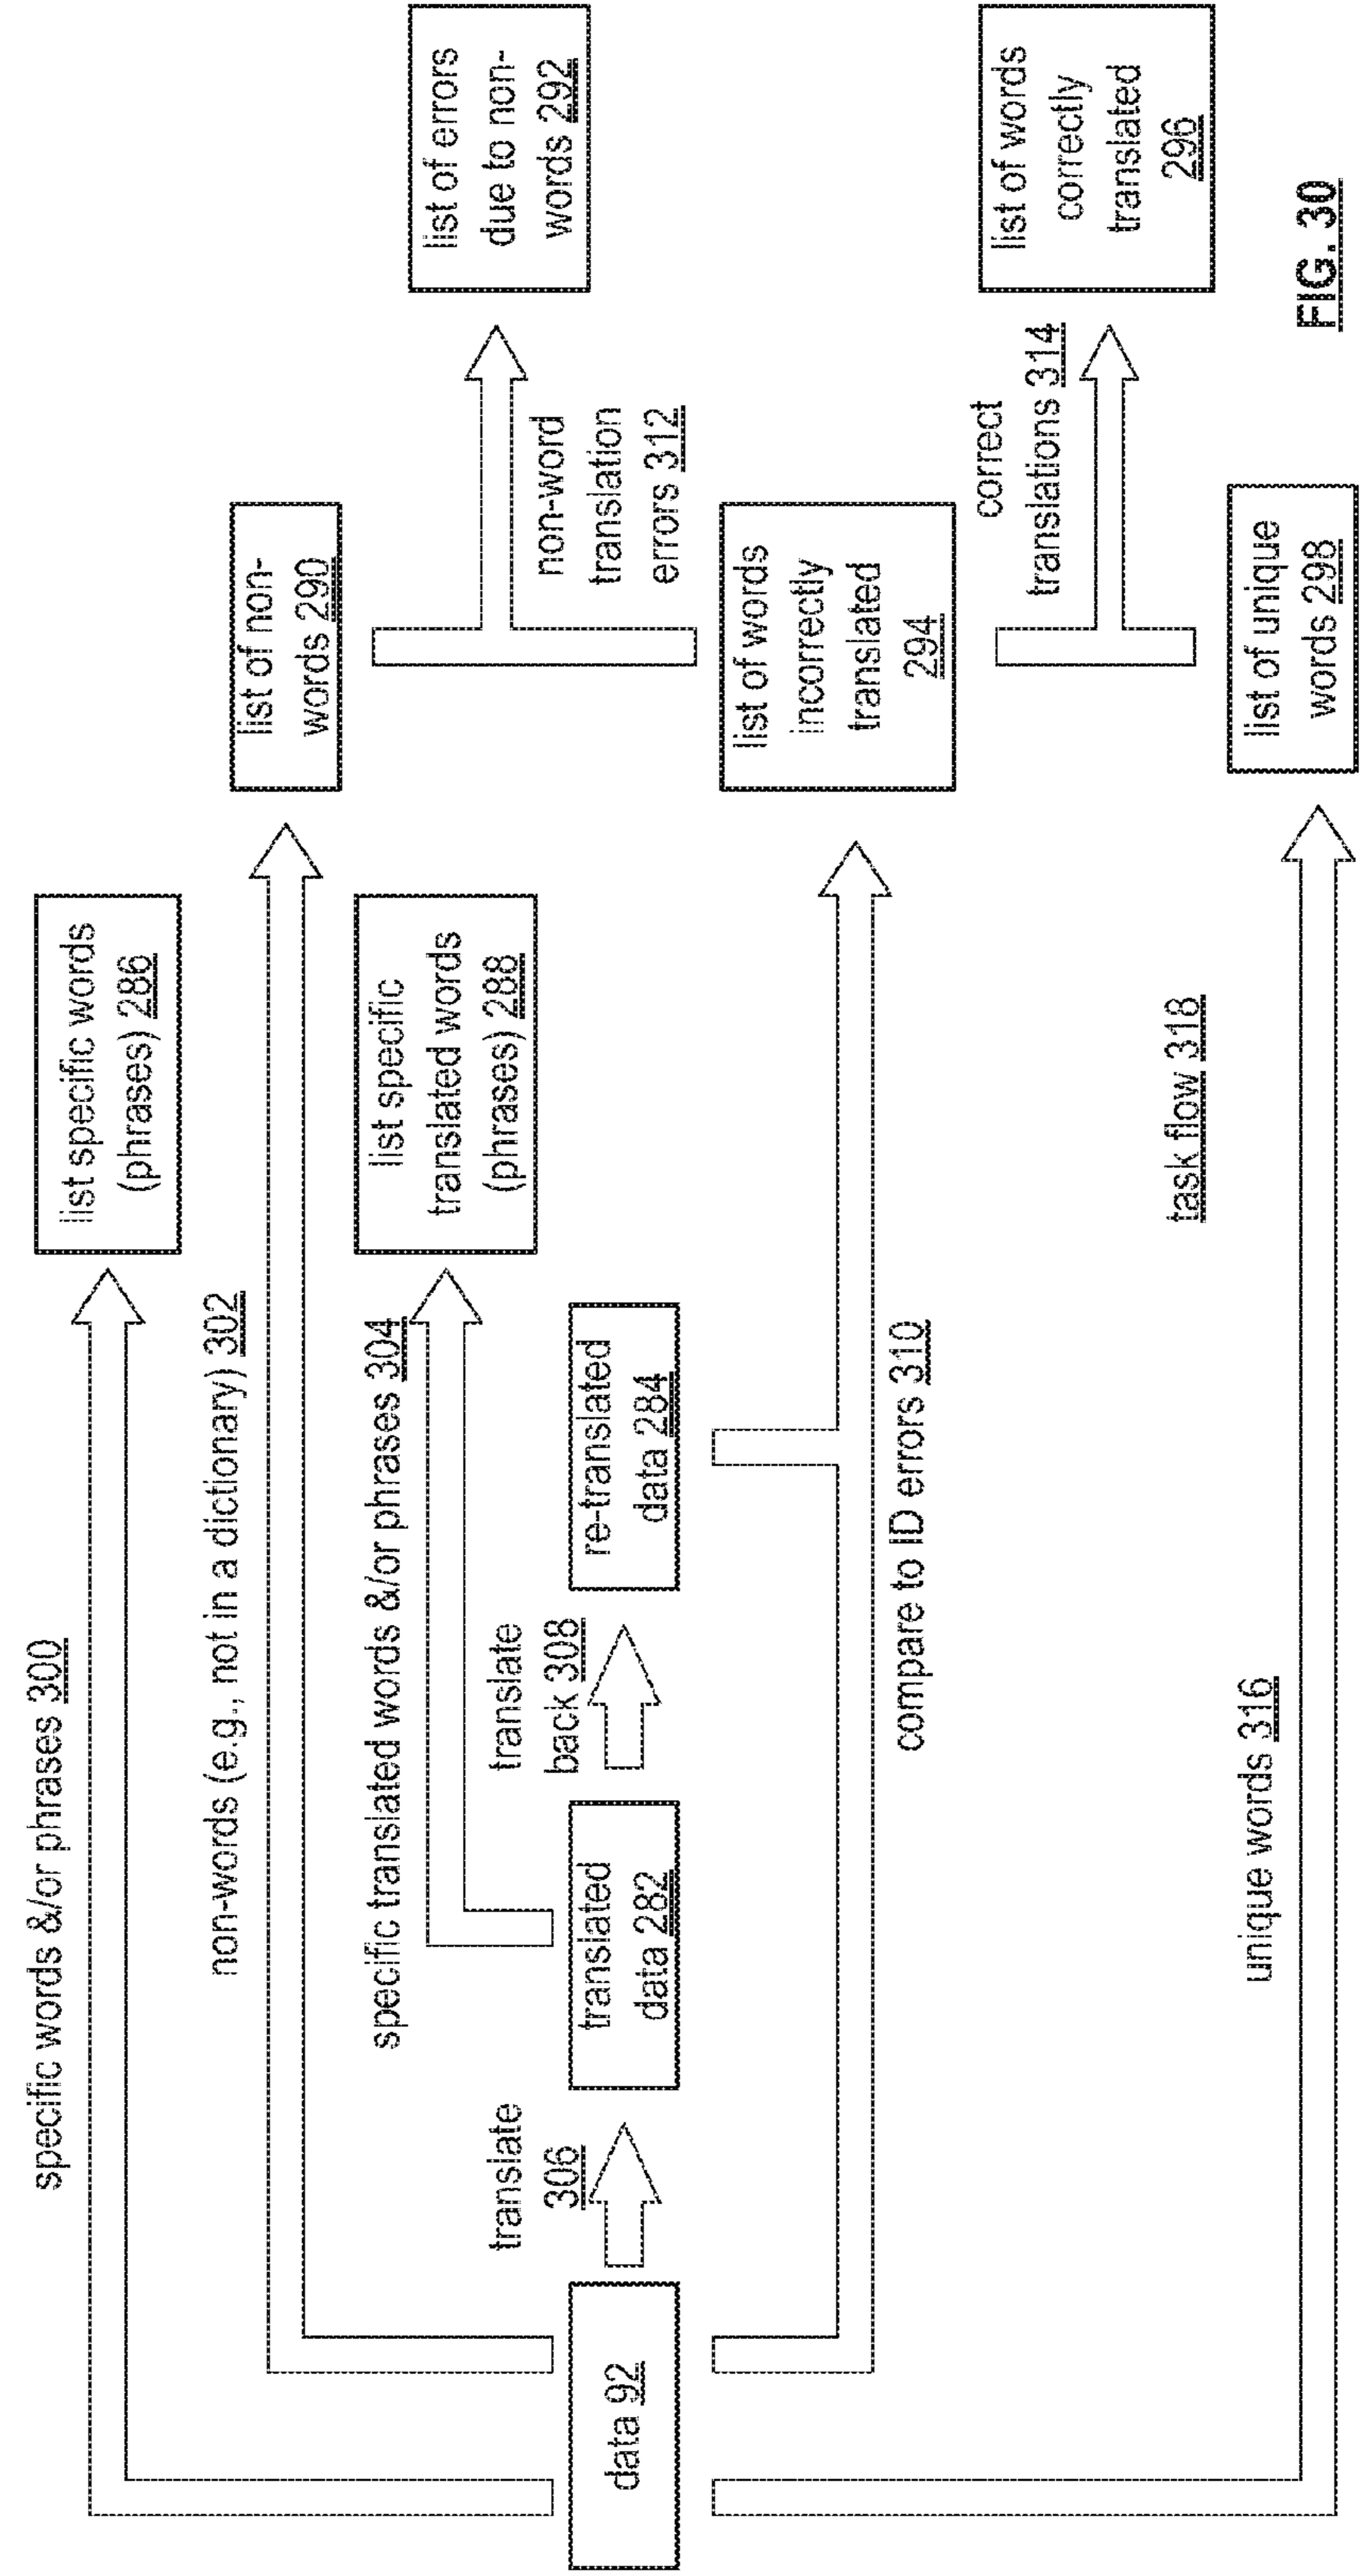 specific words &/or phrases 300
list specific words
(phrases) 286
non-words (e.g., not in a dictionary) 302
list of non-
words 290
specific translated words &/or phrases 304
list specific
translated words
(phrases) 288
list of errors
due to non-
words 292
non-word
translation
errors 312
data 92
translate
306
translated
data 282
translate
back 308
re-translated
data 284
compare to ID errors 310
list of words
incorrectly
translated
294
correct
translations 314
list of words
correctly
translated
296
task flow 318
unique words 316
list of unique
words 298
FIG. 30